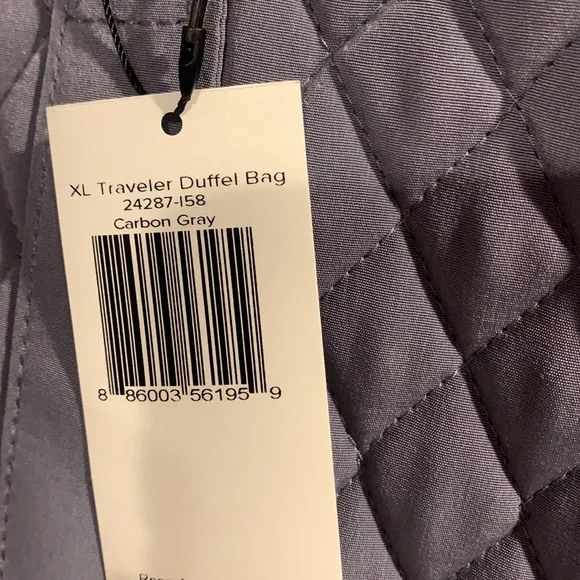 XL Traveler Duffel Bag
24287-I58
Carbon Gray
8 86003 56195 9